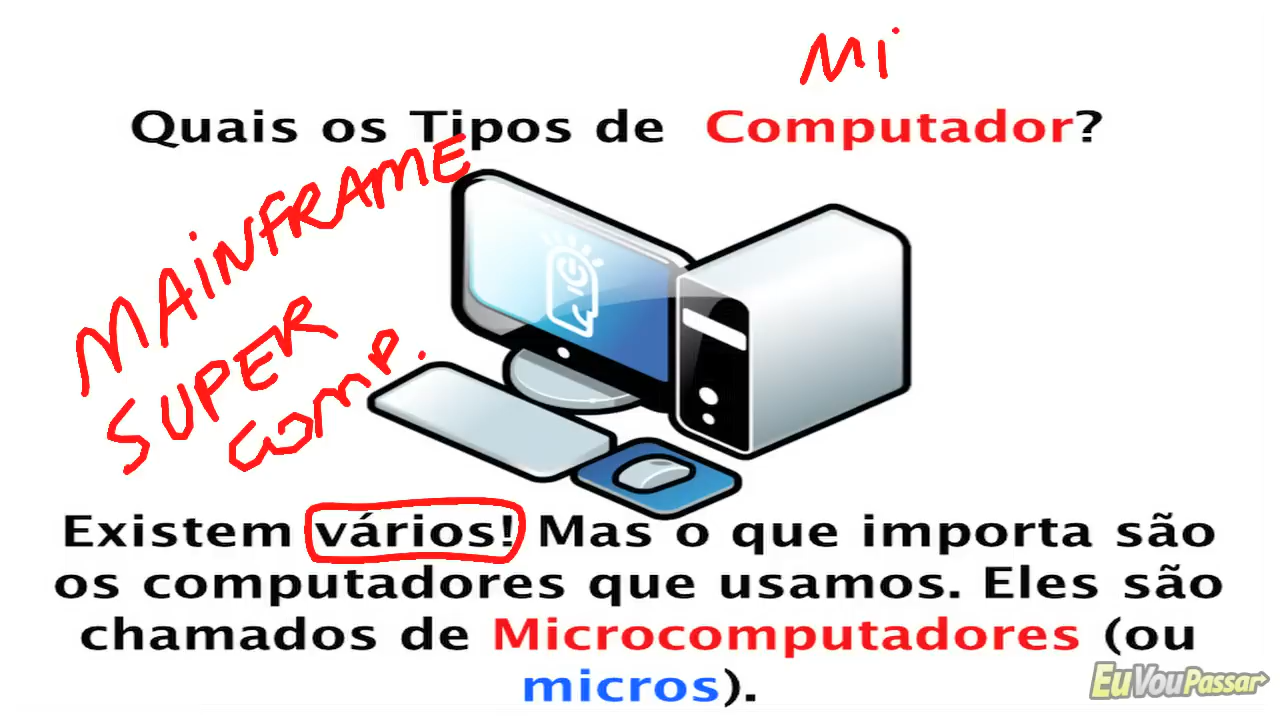 Mi
Quais os Tipos de Computador?
MAiNFRAME
SUPER
COMP.
Existem vários! Mas o que importa são
os computadores que usamos. Eles são
chamados de Microcomputadores (ou
micros).
EuVouPassar